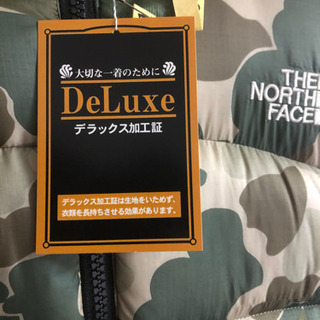 大切な一着のために
DeLuxe
デラックス加工証
デラックス加工証は生地をいためず、
衣類を長持ちさせる効果があります。
THE
NORTH
FACE